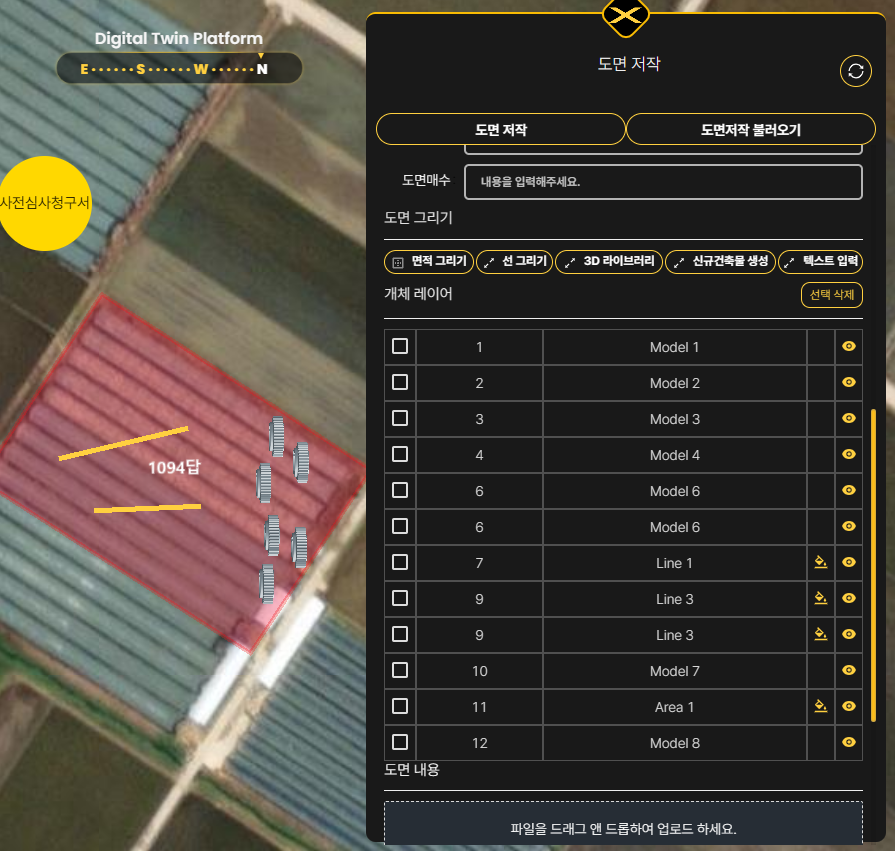 Digital Twin Platform
E······S······W······N
사전심사청구서
1094답
도면 저작
도면 저작
도면저작 불러오기
도면매수
내용을 입력해주세요.
도면 그리기
면적 그리기
선 그리기
3D 라이브러리
신규건축물 생성
텍스트 입력
개체 레이어
선택 삭제
1 Model 1
2 Model 2
3 Model 3
4 Model 4
6 Model 6
6 Model 6
7 Line 1
9 Line 3
9 Line 3
10 Model 7
11 Area 1
12 Model 8
도면 내용
파일을 드래그 앤 드롭하여 업로드 하세요.